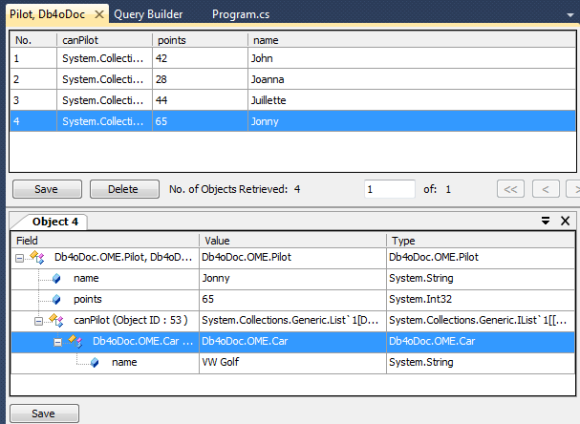 Pilot, Db4oDoc Query Builder Program.cs
No. canPilot points name
1 System.Collecti... 42 John
2 System.Collecti... 28 Joanna
3 System.Collecti... 44 Juillette
4 System.Collecti... 65 Jonny
Save Delete No. of Objects Retrieved: 4 1 of: 1 << < >
Object 4
Field Value Type
Db4oDoc.OME.Pilot, Db4oD... Db4oDoc.OME.Pilot Db4oDoc.OME.Pilot
name Jonny System.String
points 65 System.Int32
canPilot (Object ID : 53 ) System.Collections.Generic.List`1[D... System.Collections.Generic.IList`1[[...
Db4oDoc.OME.Car ... Db4oDoc.OME.Car Db4oDoc.OME.Car
name VW Golf System.String
Save